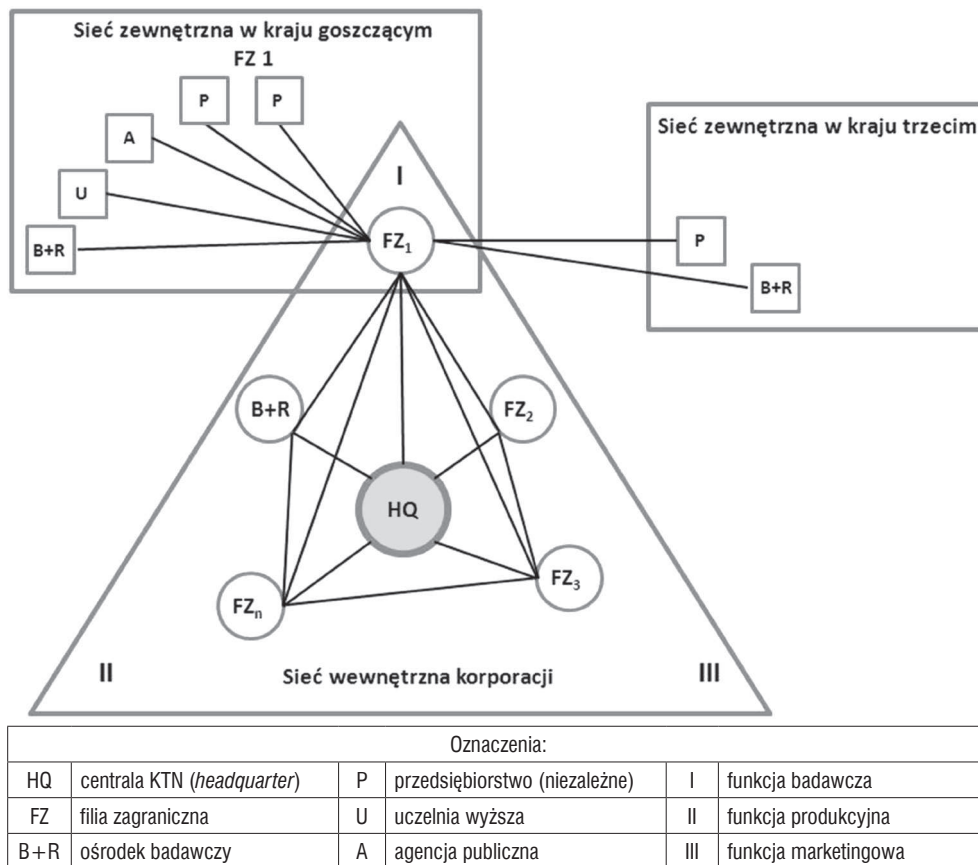 Sieć zewnętrzna w kraju goszczącym
FZ 1
P P
A
U
B+R
I
FZ₁
Sieć zewnętrzna w kraju trzecim
P
B+R
B+R FZ₂
HQ
FZₙ FZ₃
II Sieć wewnętrzna korporacji III
Oznaczenia:
HQ centrala KTN (headquarter) P przedsiębiorstwo (niezależne) I funkcja badawcza
FZ filia zagraniczna U uczelnia wyższa II funkcja produkcyjna
B+R ośrodek badawczy A agencja publiczna III funkcja marketingowa